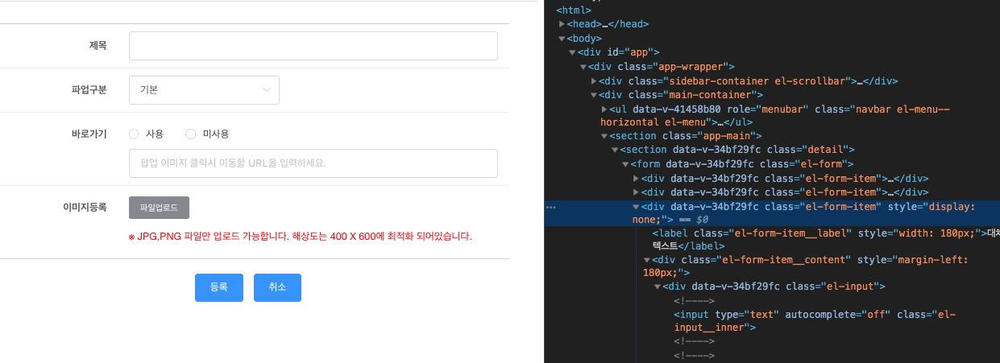 제목
파업구분
기본
바로가기
사용
미사용
팝업 이미지 클릭시 이동할 URL을 입력하세요.
이미지등록
파일업로드
※ JPG,PNG 파일만 업로드 가능합니다. 해상도는 400 X 600에 최적화 되어있습니다.
등록
취소
<html>
<head>…</head>
<body>
<div id="app">
<div class="app-wrapper">
<div class="sidebar-container el-scrollbar">…</div>
<div class="main-container">
<ul data-v-41458b80 role="menubar" class="navbar el-menu--
horizontal el-menu">…</ul>
<section class="app-main">
<section data-v-34bf29fc class="detail">
<form data-v-34bf29fc class="el-form">
<div data-v-34bf29fc class="el-form-item">…</div>
<div data-v-34bf29fc class="el-form-item">…</div>
<div data-v-34bf29fc class="el-form-item" style="display:
none;"> == $0
<label class="el-form-item__label" style="width: 180px;">대체
텍스트</label>
<div class="el-form-item__content" style="margin-left:
180px;">
<div data-v-34bf29fc class="el-input">
<!---->
<input type="text" autocomplete="off" class="el-
input__inner">
<!---->
<!---->